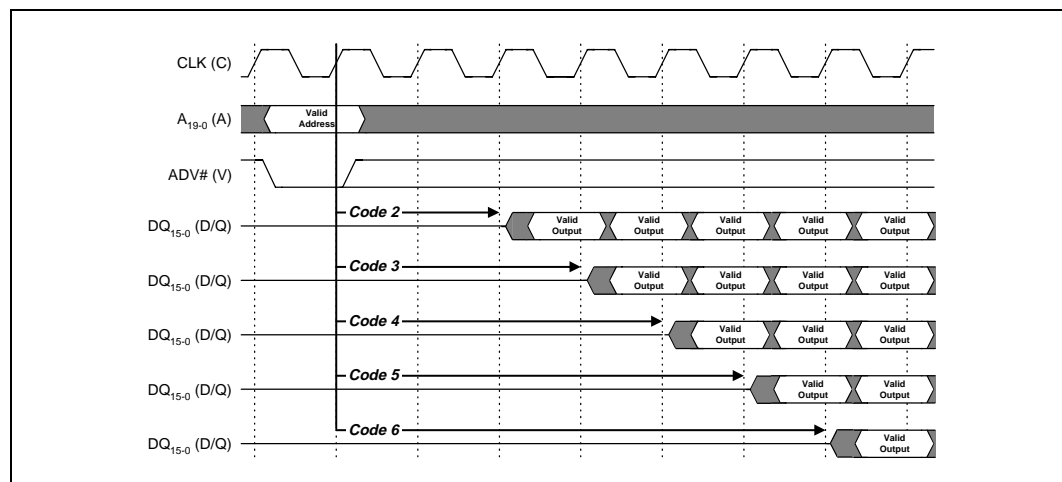 CLK (C)
A19-0 (A)
Valid
Address
ADV# (V)
Code 2
DQ15-0 (D/Q)
Valid
Output
Valid
Output
Valid
Output
Valid
Output
Valid
Output
Code 3
DQ15-0 (D/Q)
Valid
Output
Valid
Output
Valid
Output
Valid
Output
Code 4
DQ15-0 (D/Q)
Valid
Output
Valid
Output
Valid
Output
Code 5
DQ15-0 (D/Q)
Valid
Output
Valid
Output
Code 6
DQ15-0 (D/Q)
Valid
Output